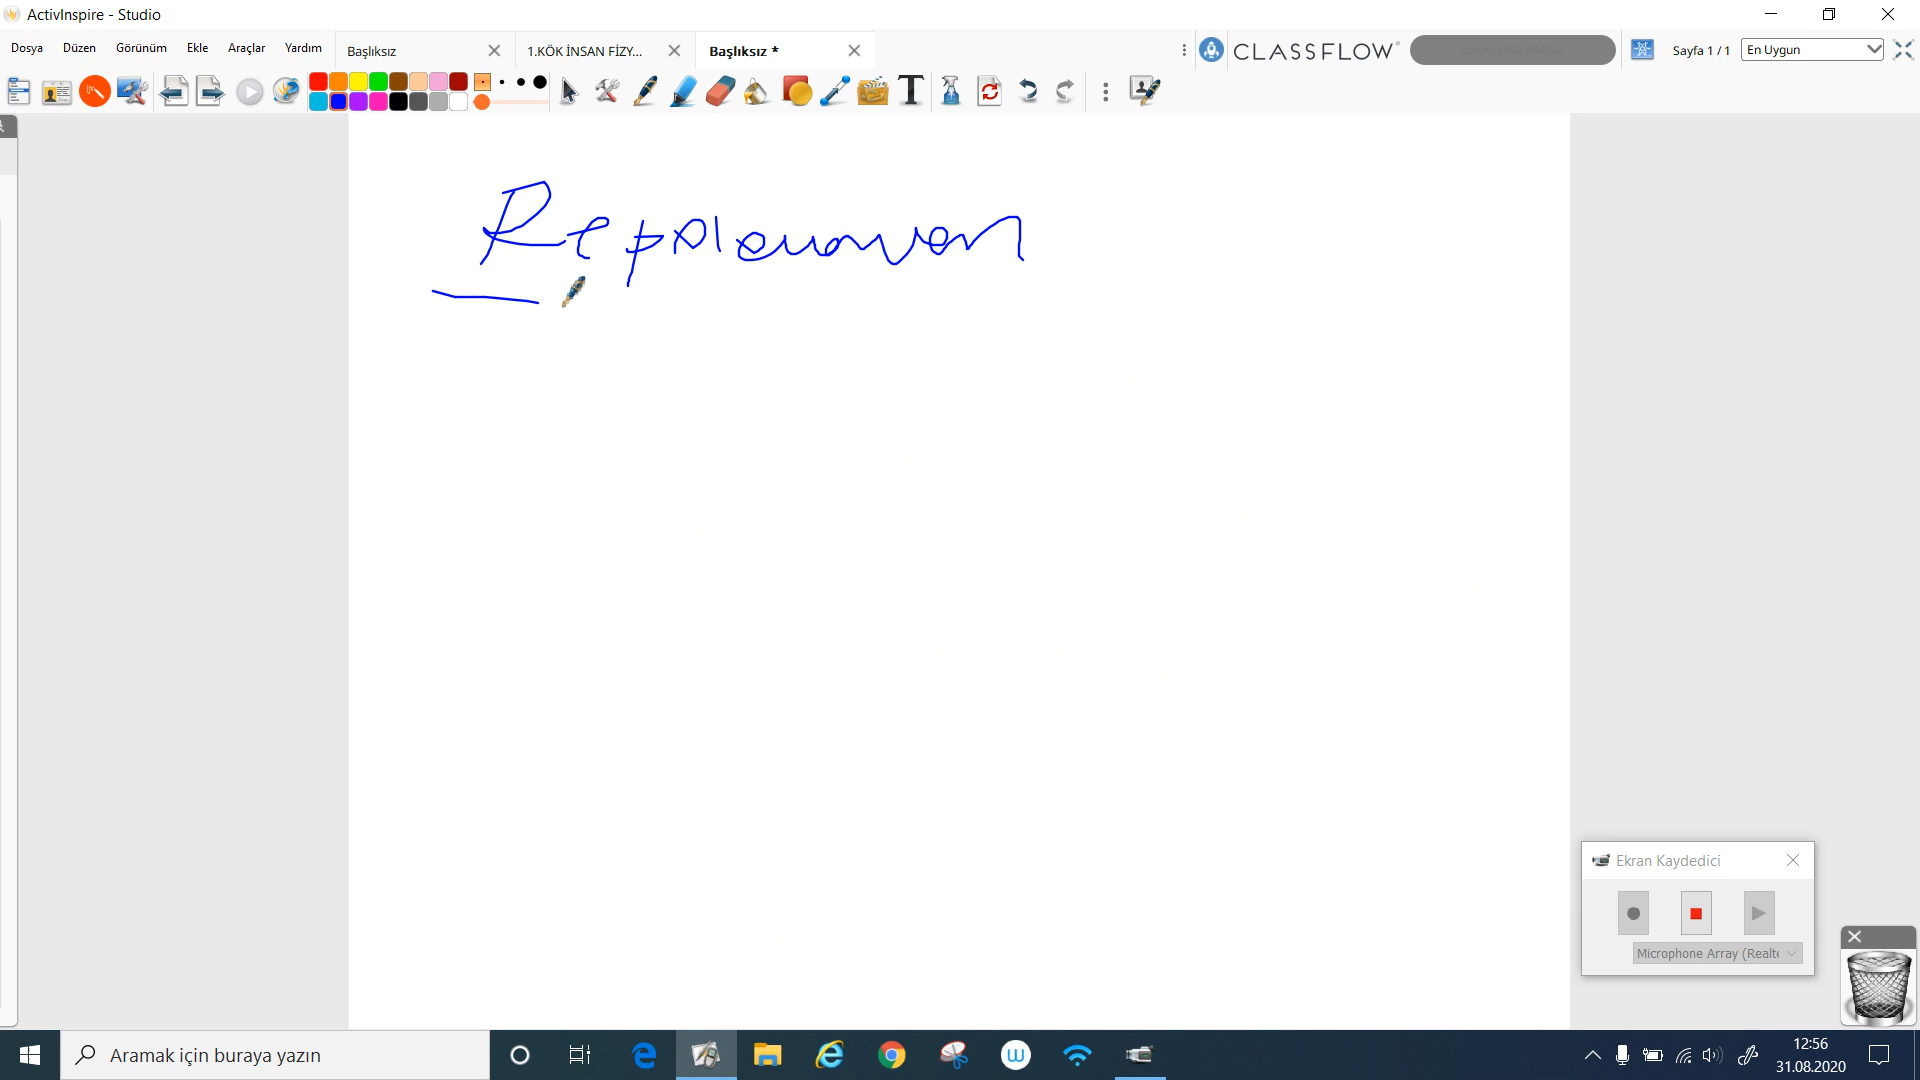 ActivInspire - Studio
Dosya Düzen Görünüm Ekle Araçlar Yardım Başlıksız 1.KÖK İNSAN FİZY... Başlıksız * CLASSFLOW Sayfa 1 / 1 En Uygun
T
Ekran Kaydedici
Microphone Array (Realte
Aramak için buraya yazın
12:56
31.08.2020